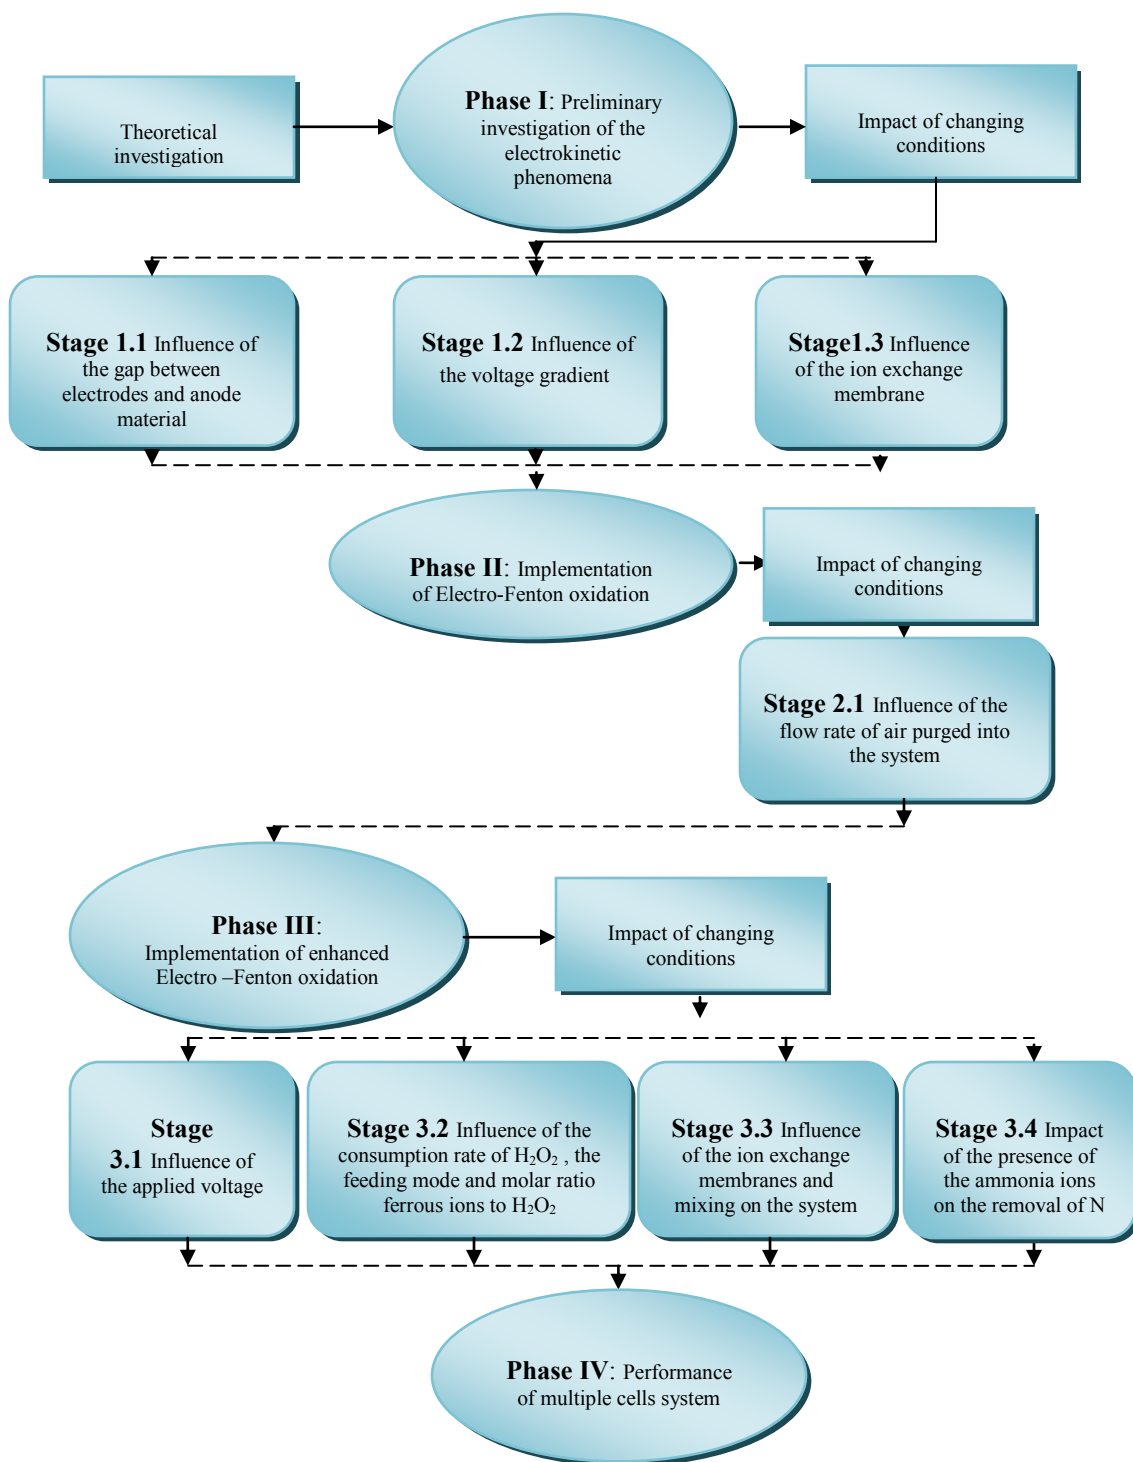 Theoretical
investigation
Phase I: Preliminary
investigation of the
electrokinetic
phenomena
Impact of changing
conditions
Stage 1.1 Influence of
the gap between
electrodes and anode
material
Stage 1.2 Influence of
the voltage gradient
Stage1.3 Influence
of the ion exchange
membrane
Phase II: Implementation
of Electro-Fenton oxidation
Impact of changing
conditions
Stage 2.1 Influence of the
flow rate of air purged into
the system
Phase III:
Implementation of enhanced
Electro –Fenton oxidation
Impact of changing
conditions
Stage
3.1 Influence of
the applied voltage
Stage 3.2 Influence of the
consumption rate of H₂O₂ , the
feeding mode and molar ratio
ferrous ions to H₂O₂
Stage 3.3 Influence
of the ion exchange
membranes and
mixing on the system
Stage 3.4 Impact
of the presence of
the ammonia ions
on the removal of N
Phase IV: Performance
of multiple cells system